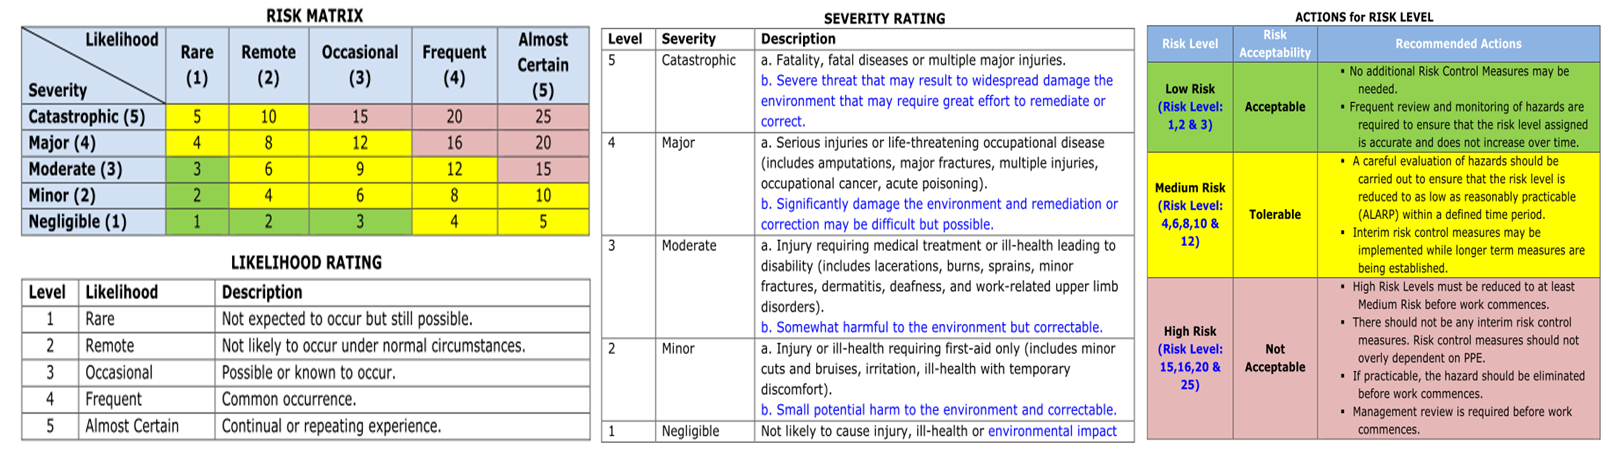 RISK MATRIX
Likelihood
Severity
Rare
(1)
Remote
(2)
Occasional
(3)
Frequent
(4)
Almost
Certain
(5)
Catastrophic (5) 5 10 15 20 25
Major (4) 4 8 12 16 20
Moderate (3) 3 6 9 12 15
Minor (2) 2 4 6 8 10
Negligible (1) 1 2 3 4 5
LIKELIHOOD RATING
Level Likelihood Description
1 Rare Not expected to occur but still possible.
2 Remote Not likely to occur under normal circumstances.
3 Occasional Possible or known to occur.
4 Frequent Common occurrence.
5 Almost Certain Continual or repeating experience.
SEVERITY RATING
Level Severity Description
5 Catastrophic a. Fatality, fatal diseases or multiple major injuries.
b. Severe threat that may result to widespread damage the
environment that may require great effort to remediate or
correct.
4 Major a. Serious injuries or life-threatening occupational disease
(includes amputations, major fractures, multiple injuries,
occupational cancer, acute poisoning).
b. Significantly damage the environment and remediation or
correction may be difficult but possible.
3 Moderate a. Injury requiring medical treatment or ill-health leading to
disability (includes lacerations, burns, sprains, minor
fractures, dermatitis, deafness, and work-related upper limb
disorders).
b. Somewhat harmful to the environment but correctable.
2 Minor a. Injury or ill-health requiring first-aid only (includes minor
cuts and bruises, irritation, ill-health with temporary
discomfort).
b. Small potential harm to the environment and correctable.
1 Negligible Not likely to cause injury, ill-health or environmental impact
ACTIONS for RISK LEVEL
Risk Level
Risk
Acceptability
Recommended Actions
Low Risk
(Risk Level:
1,2 & 3)
Acceptable
▪ No additional Risk Control Measures may be
needed.
▪ Frequent review and monitoring of hazards are
required to ensure that the risk level assigned
is accurate and does not increase over time.
Medium Risk
(Risk Level:
4,6,8,10 &
12)
Tolerable
▪ A careful evaluation of hazards should be
carried out to ensure that the risk level is
reduced to as low as reasonably practicable
(ALARP) within a defined time period.
▪ Interim risk control measures may be
implemented while longer term measures are
being established.
High Risk
(Risk Level:
15,16,20 &
25)
Not
Acceptable
▪ High Risk Levels must be reduced to at least
Medium Risk before work commences.
▪ There should not be any interim risk control
measures. Risk control measures should not
overly dependent on PPE.
▪ If practicable, the hazard should be eliminated
before work commences.
▪ Management review is required before work
commences.